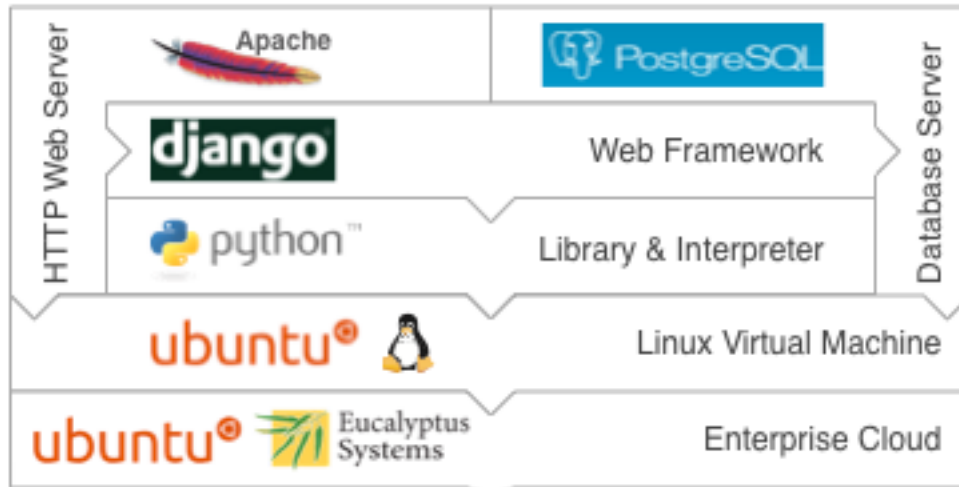 HTTP Web Server
Apache
PostgreSQL
Database Server
django
Web Framework
python™
Library & Interpreter
ubuntu
Linux Virtual Machine
ubuntu
Eucalyptus
Systems
Enterprise Cloud